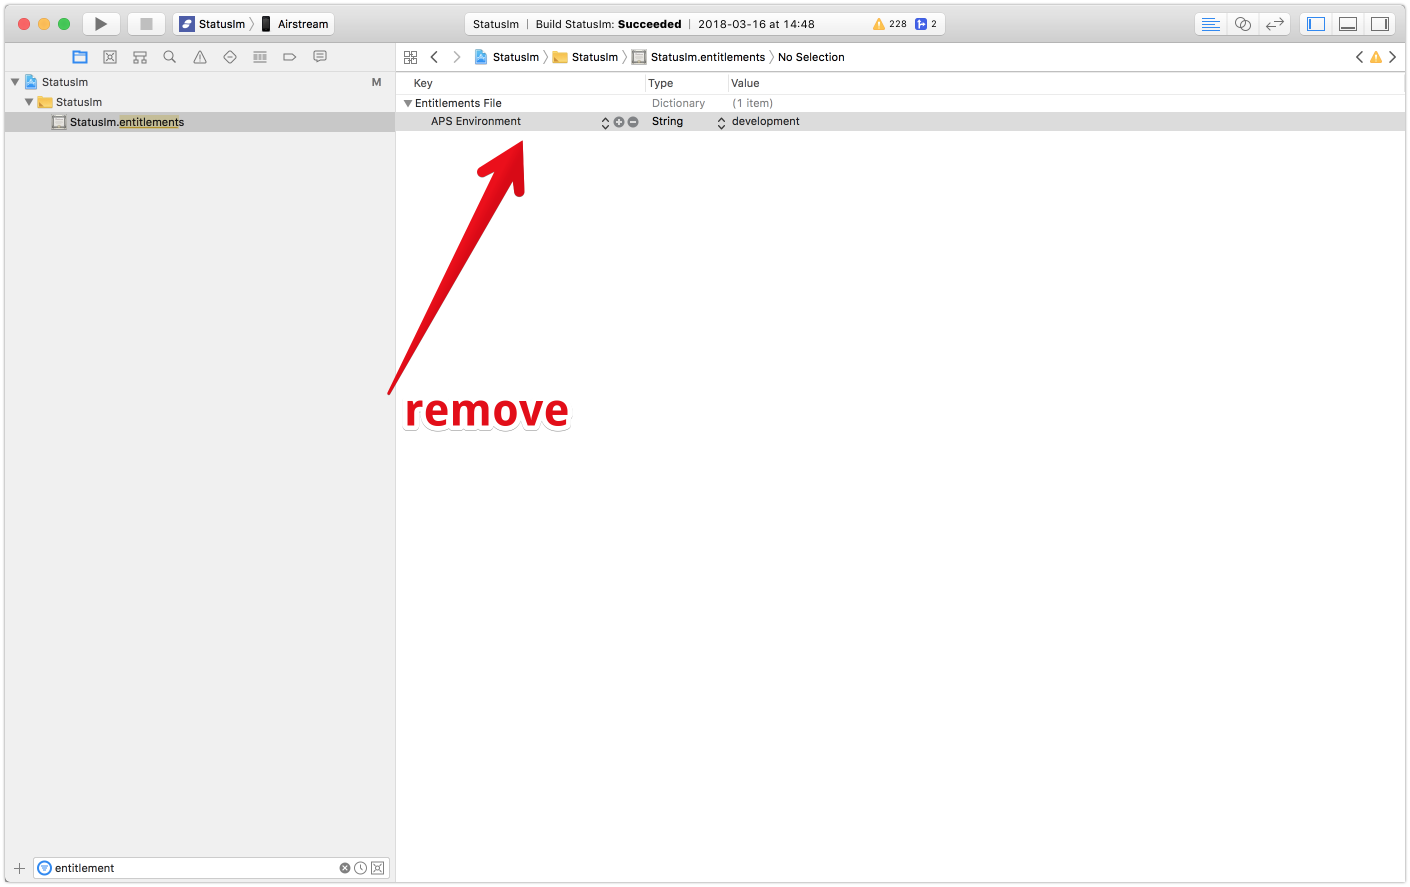 StatusIm Airstream
StatusIm | Build StatusIm: Succeeded | 2018-03-16 at 14:48 228 2
StatusIm StatusIm StatusIm.entitlements No Selection
StatusIm M
StatusIm
StatusIm.entitlements
Key Type Value
Entitlements File Dictionary (1 item)
APS Environment String development
remove
entitlement